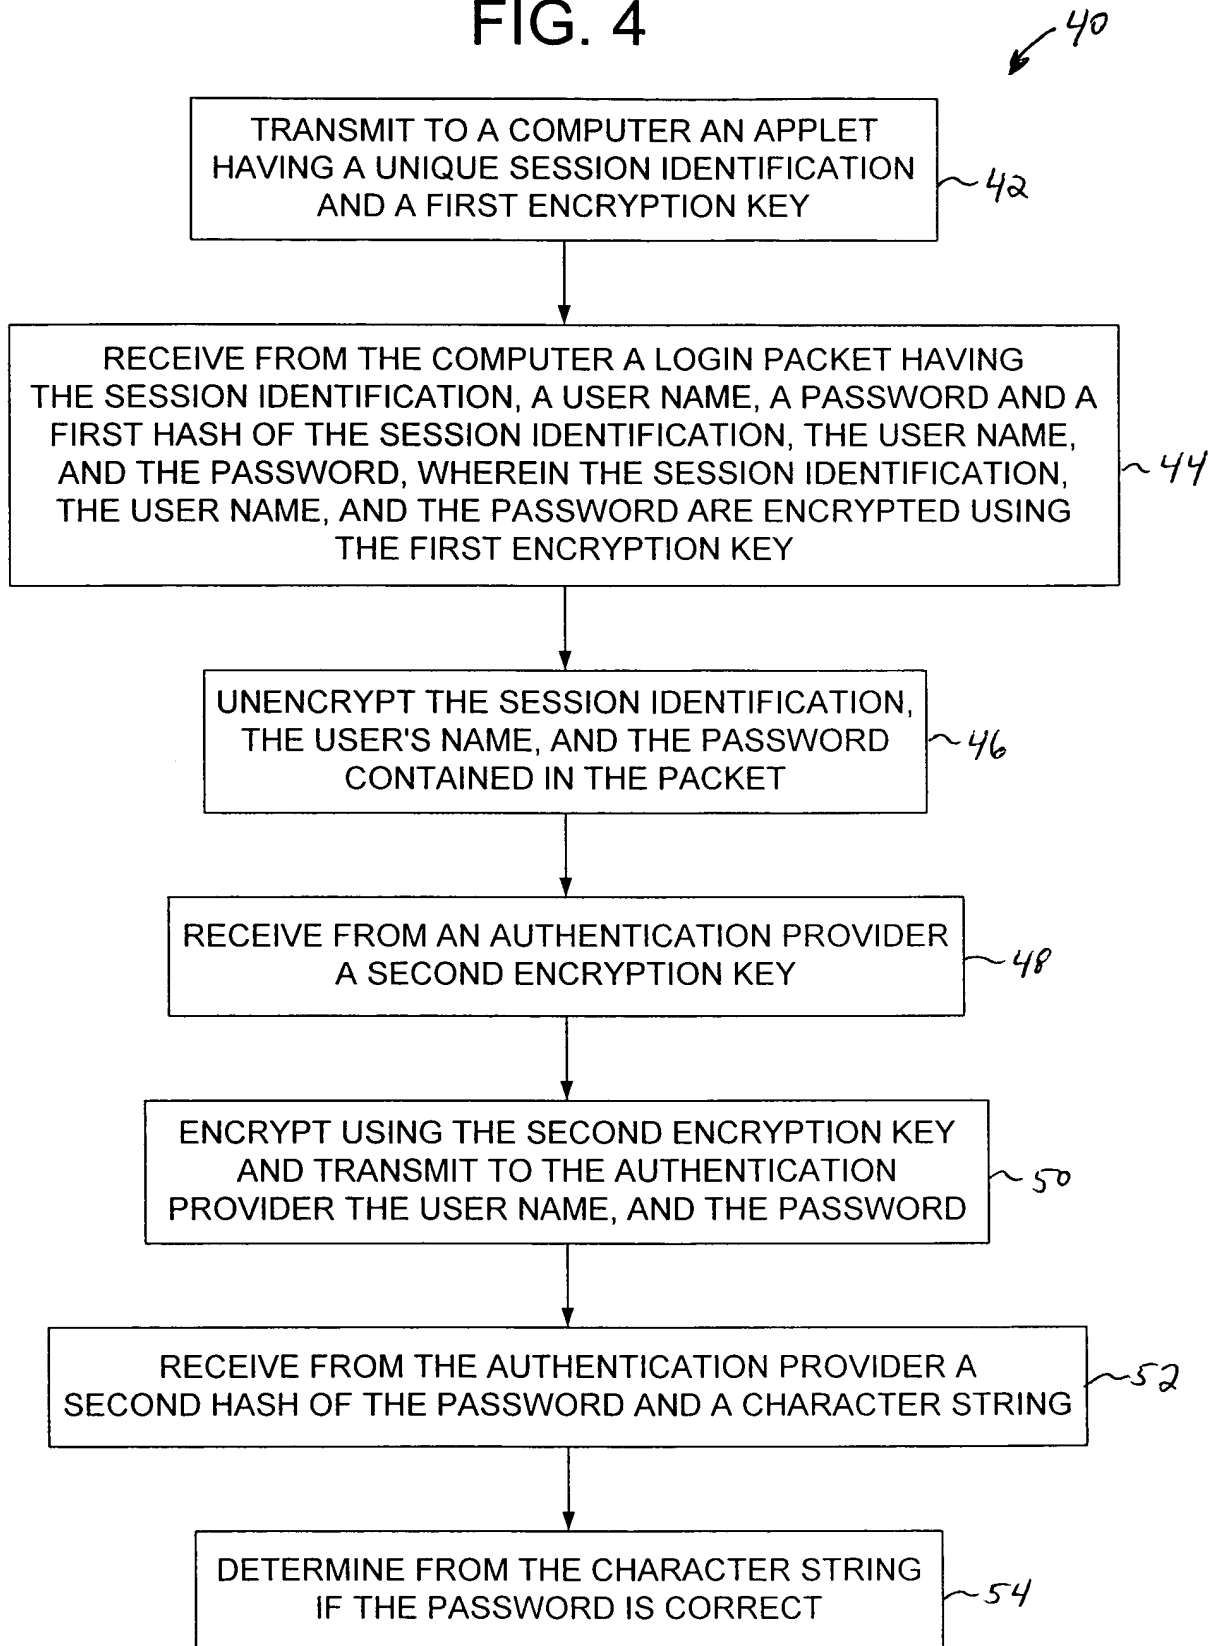 FIG. 4
40
TRANSMIT TO A COMPUTER AN APPLET
HAVING A UNIQUE SESSION IDENTIFICATION
AND A FIRST ENCRYPTION KEY
42
RECEIVE FROM THE COMPUTER A LOGIN PACKET HAVING
THE SESSION IDENTIFICATION, A USER NAME, A PASSWORD AND A
FIRST HASH OF THE SESSION IDENTIFICATION, THE USER NAME,
AND THE PASSWORD, WHEREIN THE SESSION IDENTIFICATION,
THE USER NAME, AND THE PASSWORD ARE ENCRYPTED USING
THE FIRST ENCRYPTION KEY
44
UNENCRYPT THE SESSION IDENTIFICATION,
THE USER'S NAME, AND THE PASSWORD
CONTAINED IN THE PACKET
46
RECEIVE FROM AN AUTHENTICATION PROVIDER
A SECOND ENCRYPTION KEY
48
ENCRYPT USING THE SECOND ENCRYPTION KEY
AND TRANSMIT TO THE AUTHENTICATION
PROVIDER THE USER NAME, AND THE PASSWORD
50
RECEIVE FROM THE AUTHENTICATION PROVIDER A
SECOND HASH OF THE PASSWORD AND A CHARACTER STRING
52
DETERMINE FROM THE CHARACTER STRING
IF THE PASSWORD IS CORRECT
54